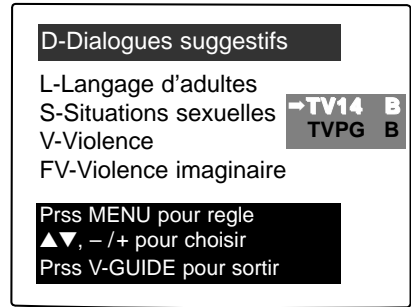 D-Dialogues suggestifs
L-Langage d'adultes
S-Situations sexuelles
➡TV14 B
V-Violence
TVPG B
FV-Violence imaginaire
Prss MENU pour regle
▲▼, – /+ pour choisir
Prss V-GUIDE pour sortir